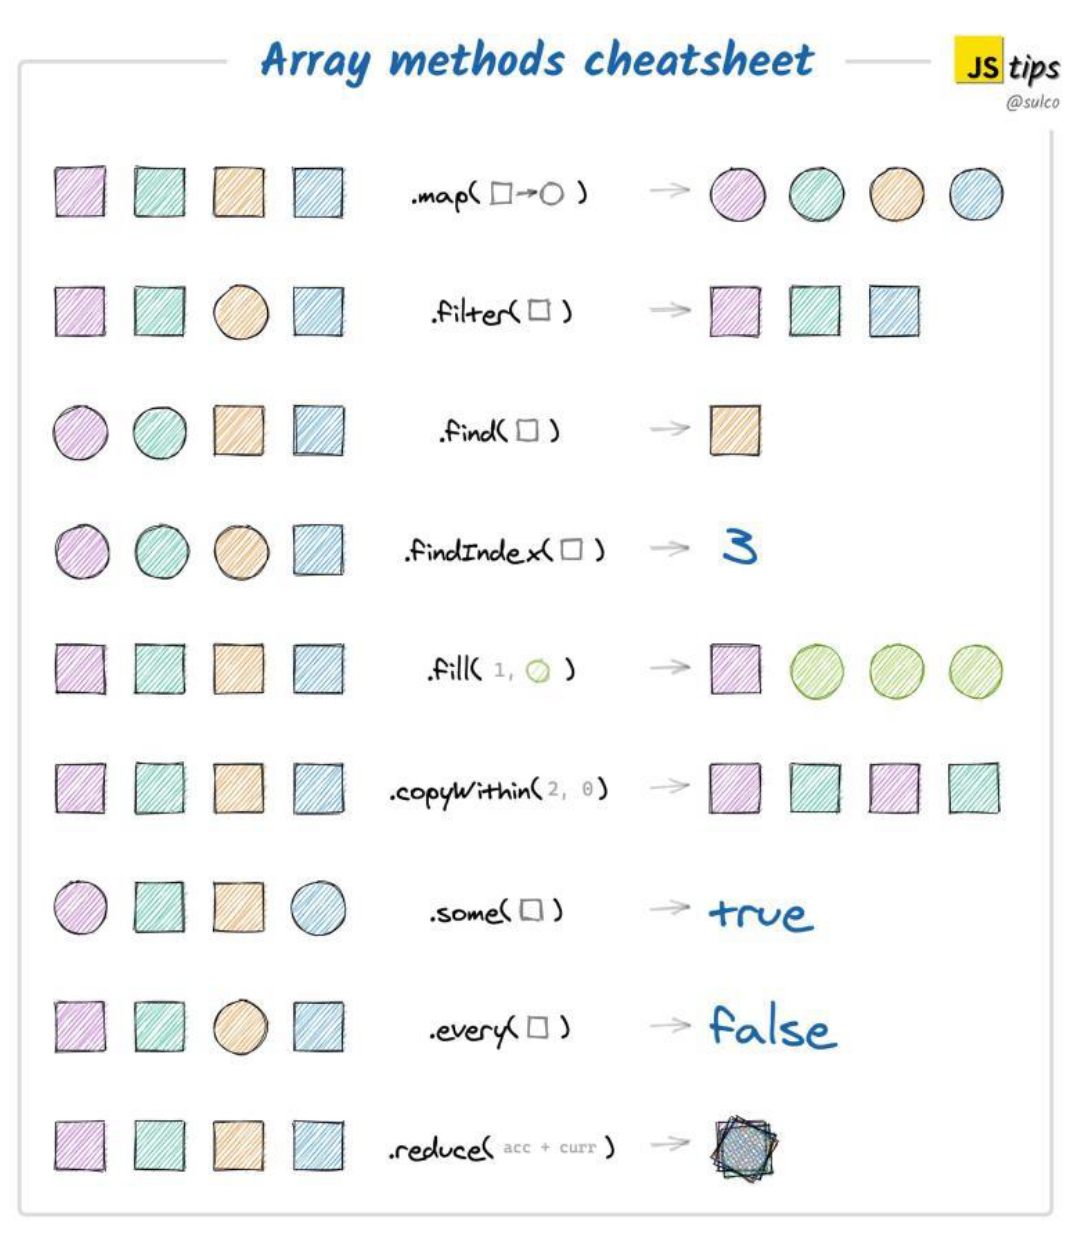 Array methods cheatsheet
JS tips
@sulco
.map( )
.filter( )
.find( )
.findIndex( )
3
.fill( 1, )
.copyWithin( 2, 0 )
.some( )
true
.every( )
false
.reduce( acc + curr )